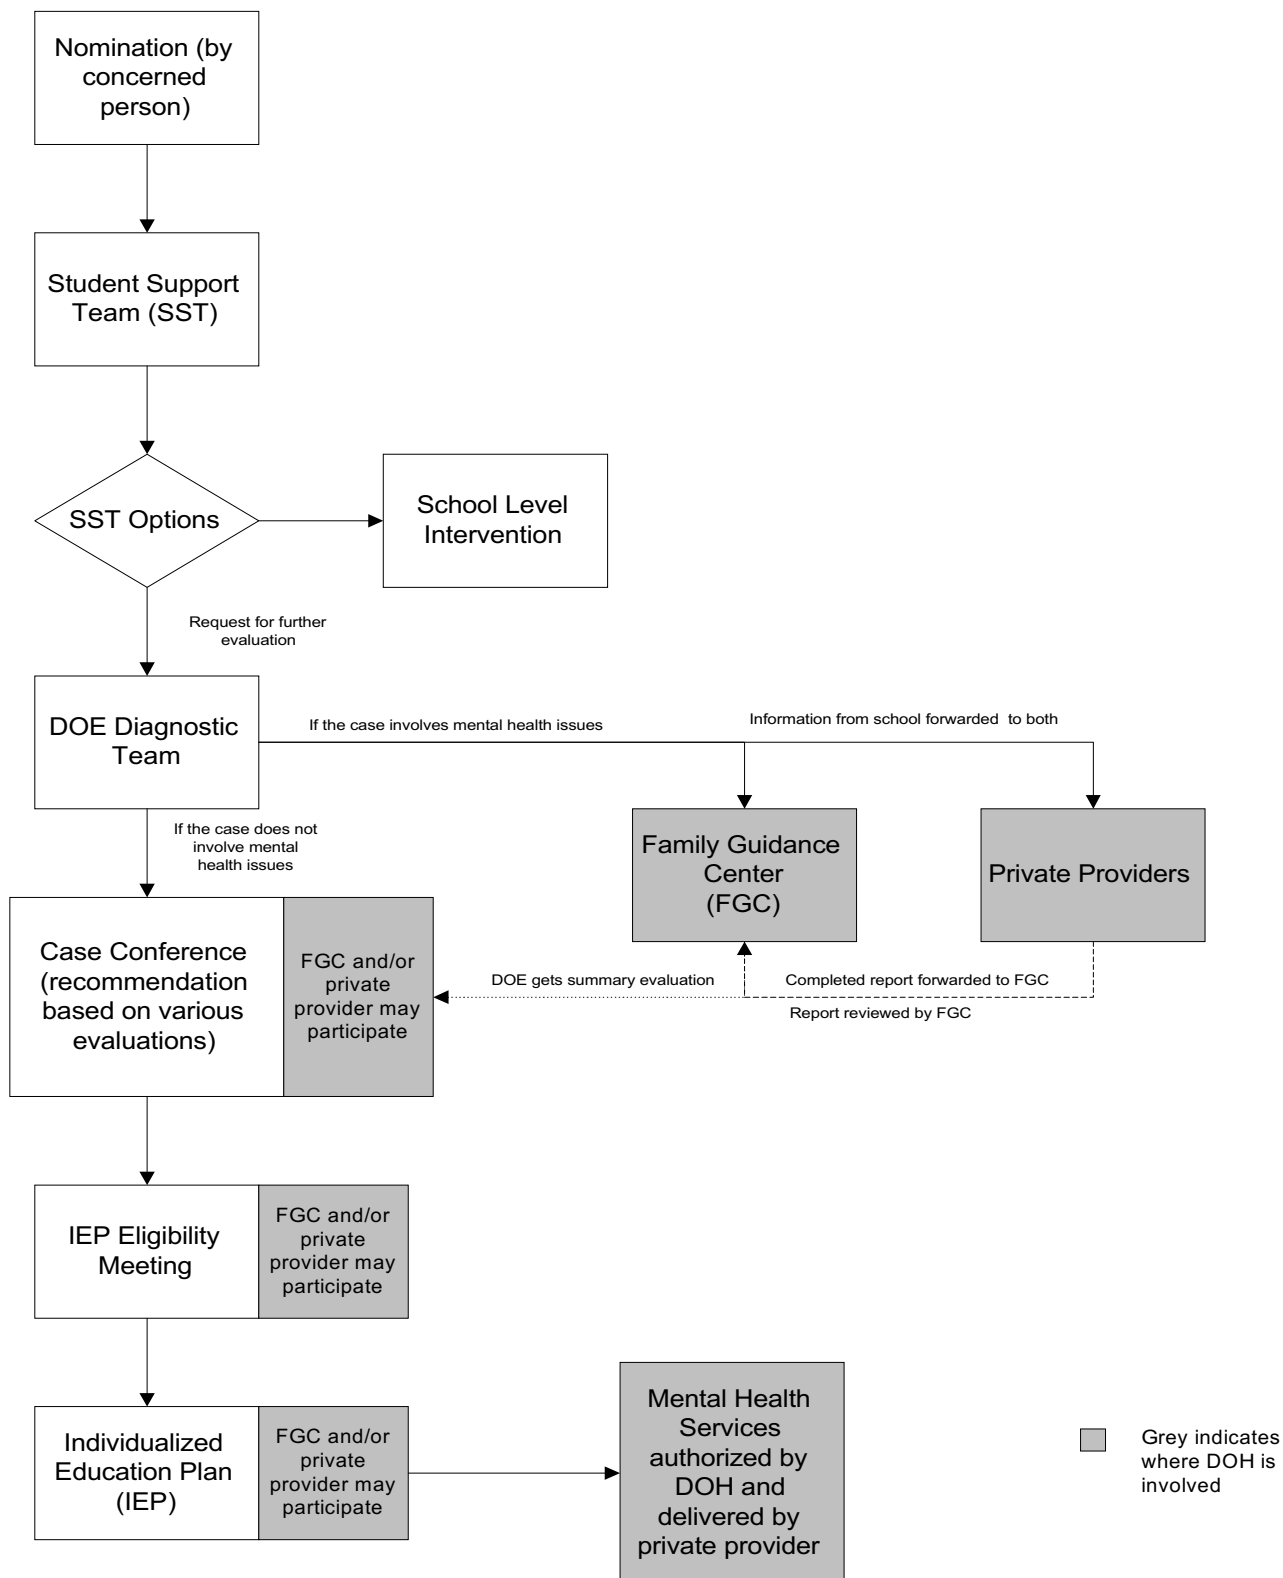 Nomination (by
concerned
person)
Student Support
Team (SST)
SST Options
School Level
Intervention
Request for further
evaluation
DOE Diagnostic
Team
If the case involves mental health issues
Information from school forwarded to both
If the case does not
involve mental
health issues
Family Guidance
Center
(FGC)
Private Providers
Case Conference
(recommendation
based on various
evaluations)
FGC and/or
private
provider may
participate
DOE gets summary evaluation
Completed report forwarded to FGC
Report reviewed by FGC
IEP Eligibility
Meeting
FGC and/or
private
provider may
participate
Individualized
Education Plan
(IEP)
FGC and/or
private
provider may
participate
Mental Health
Services
authorized by
DOH and
delivered by
private provider
Grey indicates
where DOH is
involved